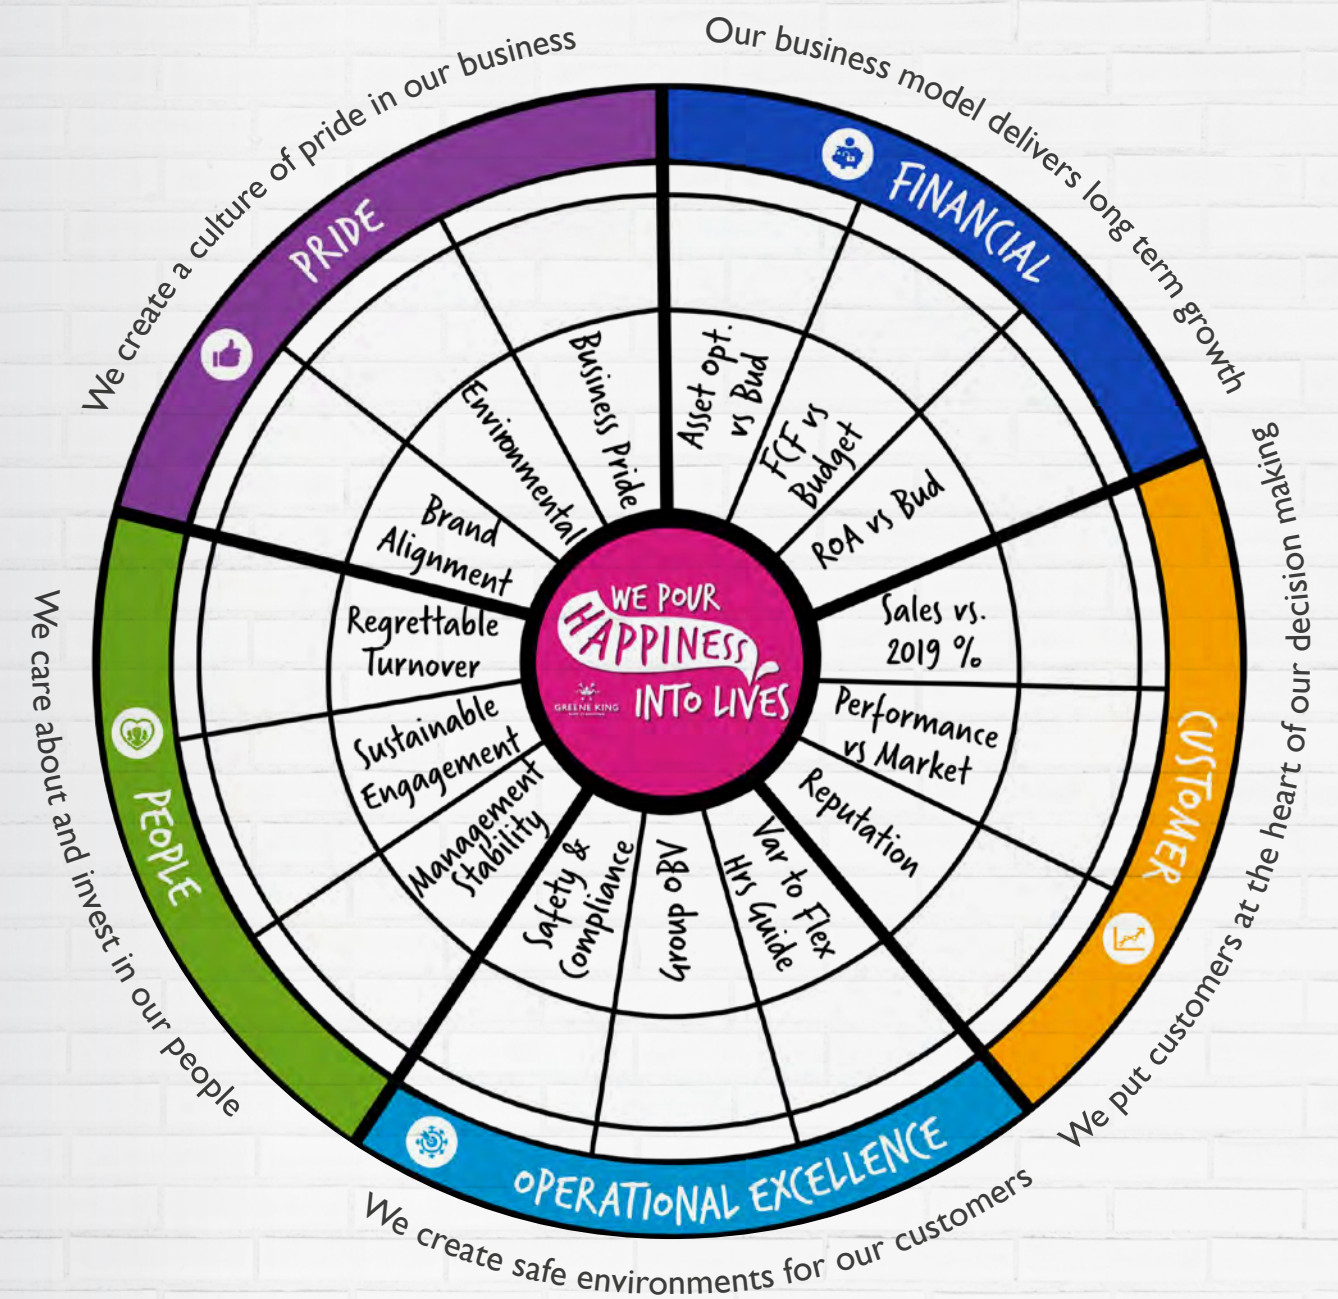 WE POUR
HAPPINESS
INTO LIVES
GREENE KING
Our business model delivers long term growth
FINANCIAL
Asset opt.
vs Bud
FCF vs
Budget
RoA vs Bud
We put customers at the heart of our decision making
CUSTOMER
Sales vs.
2019 %
Performance
vs Market
Reputation
We create safe environments for our customers
OPERATIONAL EXCELLENCE
Var to Flex
Hrs Guide
Group OBV
Safety &
Compliance
We care about and invest in our people
PEOPLE
Management
Stability
Sustainable
Engagement
Regrettable
Turnover
We create a culture of pride in our business
PRIDE
Brand
Alignment
Environmental
Business Pride